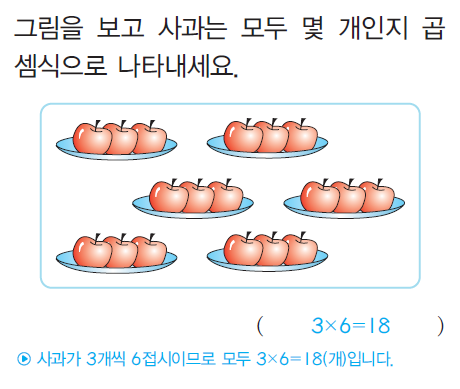 그림을 보고 사과는 모두 몇 개인지 곱
셈식으로 나타내세요.
( 3×6=18 )
▶ 사과가 3개씩 6접시이므로 모두 3×6=18(개)입니다.